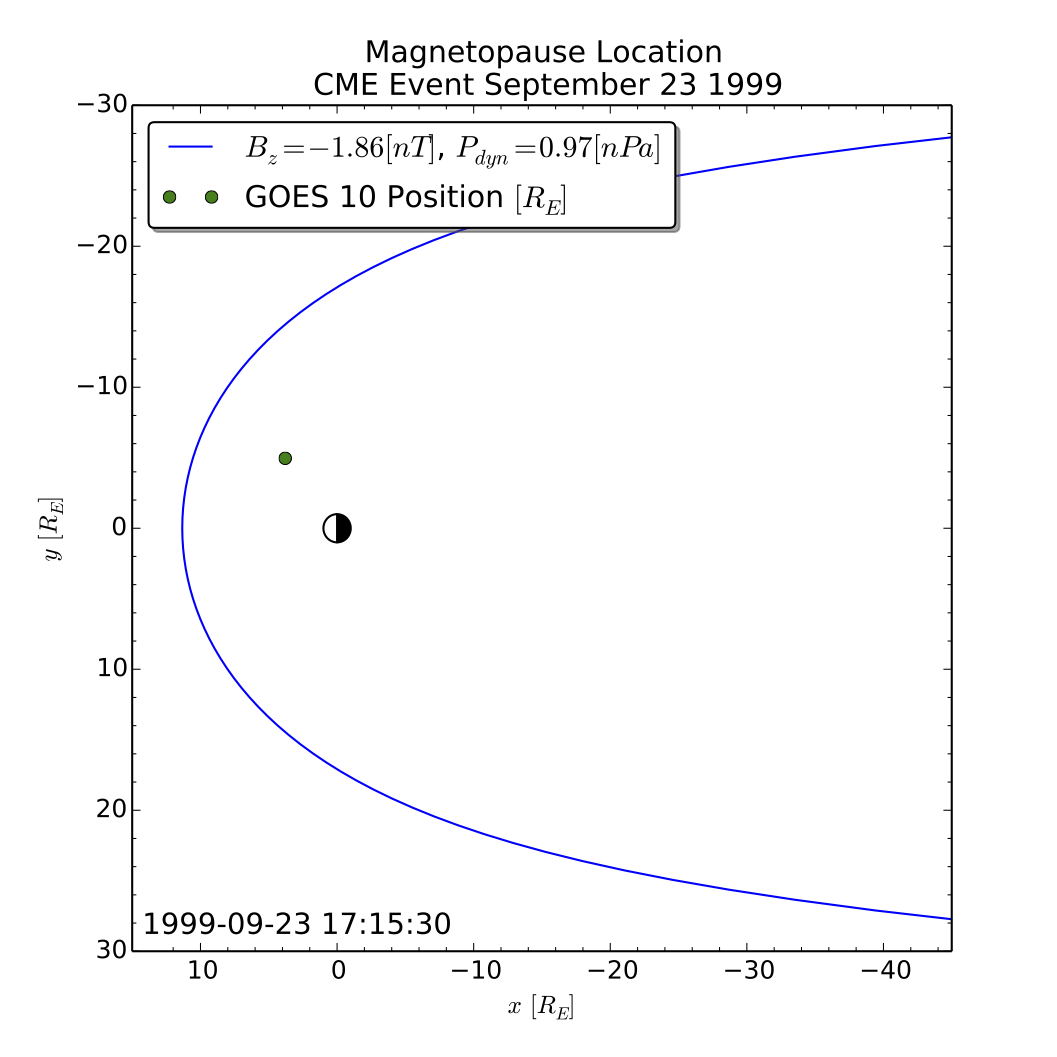 Magnetopause Location
CME Event September 23 1999
B_z=−1.86[nT], P_dyn=0.97[nPa]
GOES 10 Position [R_E]
−30
−20
−10
0
10
20
30
y [R_E]
1999-09-23 17:15:30
10 0 −10 −20 −30 −40
x [R_E]